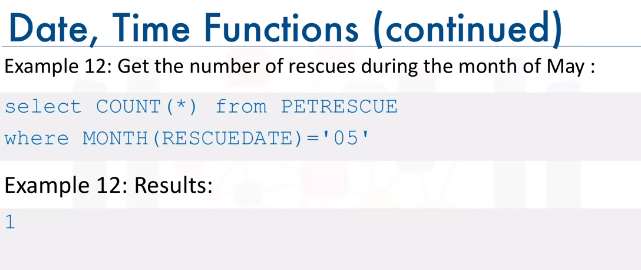 Date, Time Functions (continued)
Example 12: Get the number of rescues during the month of May :
select COUNT(*) from PETRESCUE
where MONTH(RESCUEDATE)='05'
Example 12: Results:
1